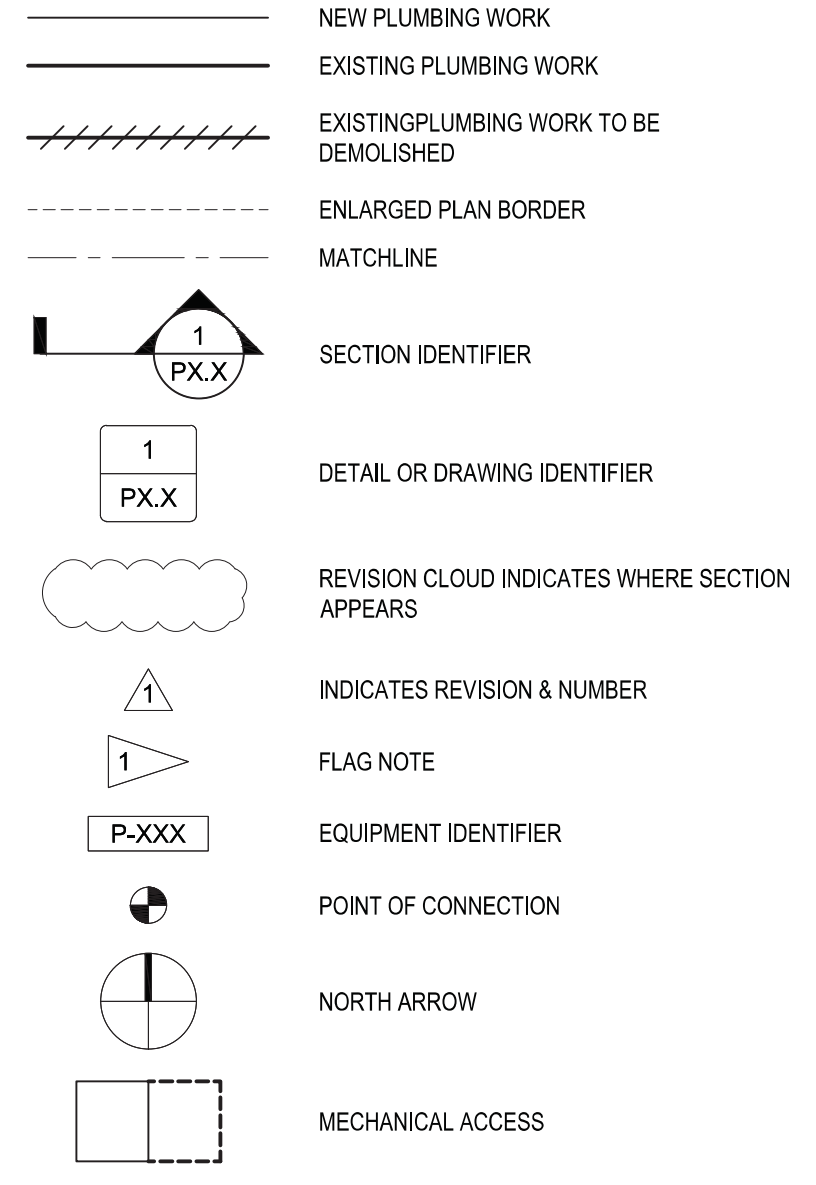 NEW PLUMBING WORK
EXISTING PLUMBING WORK
EXISTINGPLUMBING WORK TO BE
DEMOLISHED
ENLARGED PLAN BORDER
MATCHLINE
1
PX.X
SECTION IDENTIFIER
1
PX.X
DETAIL OR DRAWING IDENTIFIER
REVISION CLOUD INDICATES WHERE SECTION
APPEARS
1
INDICATES REVISION & NUMBER
1
FLAG NOTE
P-XXX
EQUIPMENT IDENTIFIER
POINT OF CONNECTION
NORTH ARROW
MECHANICAL ACCESS